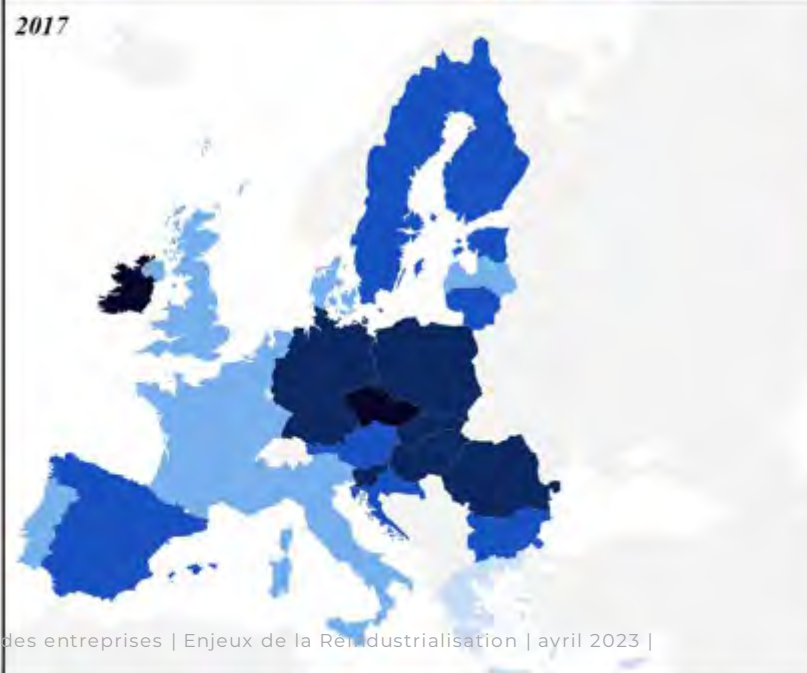 2017
des entreprises | Enjeux de la Réindustrialisation | avril 2023 |